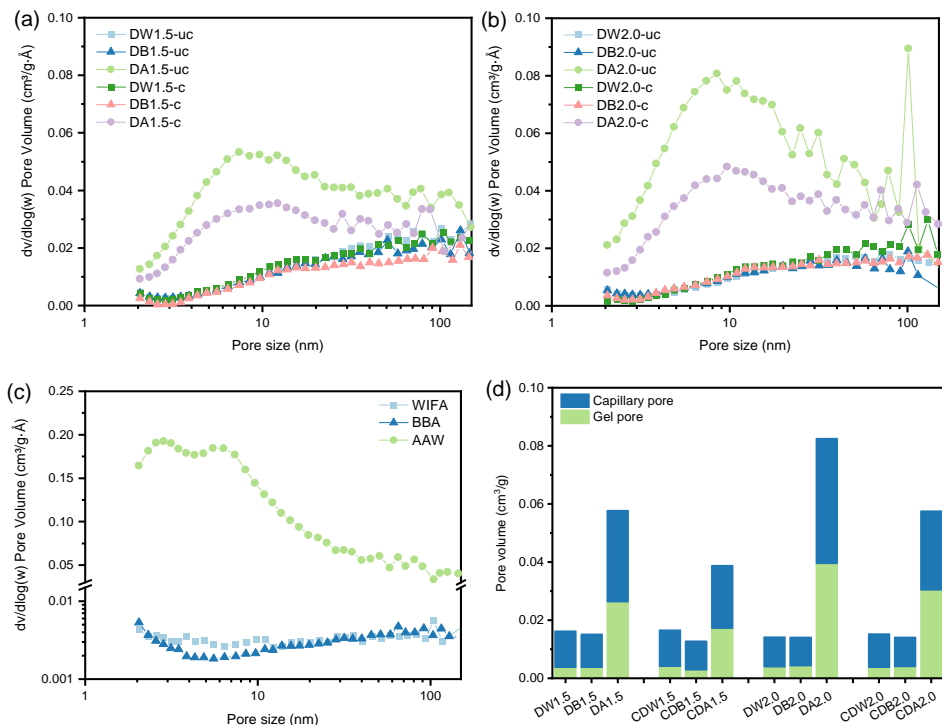 (a)
DW1.5-uc
DB1.5-uc
DA1.5-uc
DW1.5-c
DB1.5-c
DA1.5-c
dv/dlog(w) Pore Volume (cm³/g·Å)
0.10
0.08
0.06
0.04
0.02
0.00
1 10 100
Pore size (nm)
(b)
DW2.0-uc
DB2.0-uc
DA2.0-uc
DW2.0-c
DB2.0-c
DA2.0-c
dv/dlog(w) Pore Volume (cm³/g·Å)
0.10
0.08
0.06
0.04
0.02
0.00
1 10 100
Pore size (nm)
(c)
WIFA
BBA
AAW
dv/dlog(w) Pore Volume (cm³/g·Å)
0.25
0.20
0.15
0.10
0.05
0.01
0.001
1 10 100
Pore size (nm)
(d)
Capillary pore
Gel pore
Pore volume (cm³/g)
0.10
0.08
0.06
0.04
0.02
0.00
DW1.5 DB1.5 DA1.5 CDW1.5 CDB1.5 CDA1.5 DW2.0 DB2.0 DA2.0 CDW2.0 CDB2.0 CDA2.0